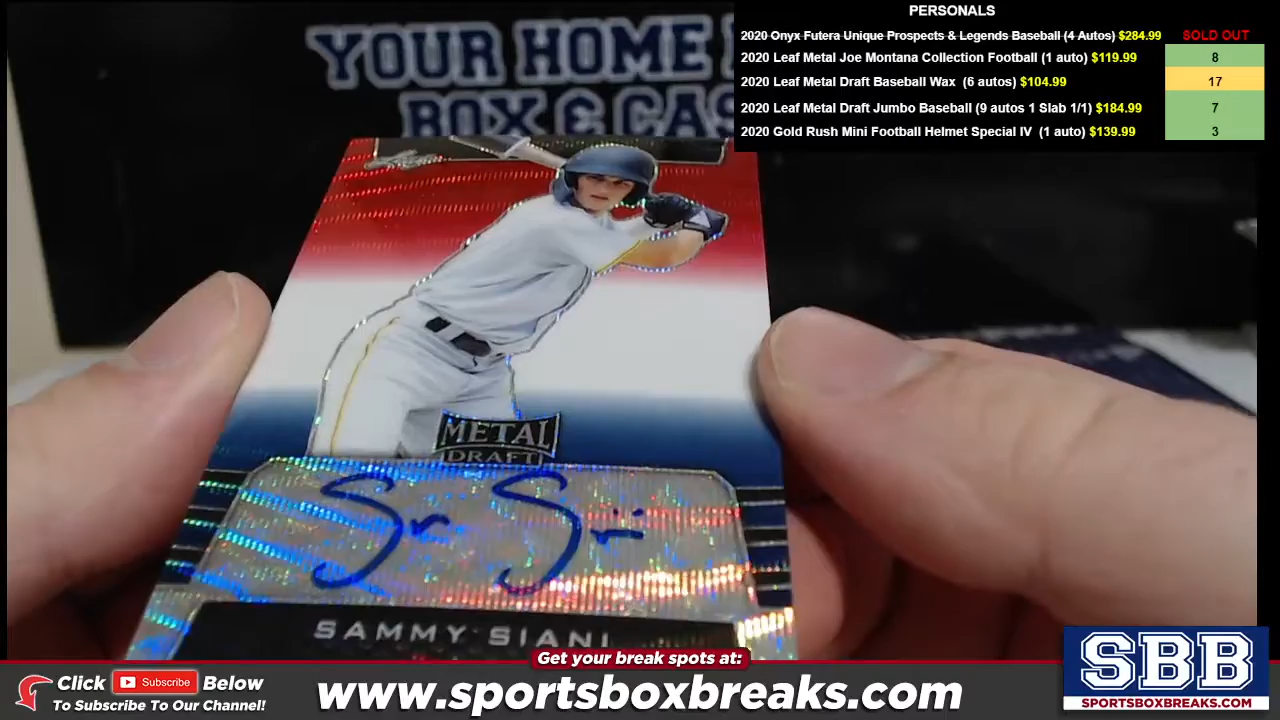 YOUR HOME
BOX & CAS
PERSONALS
2020 Onyx Futera Unique Prospects & Legends Baseball (4 Autos) $284.99 SOLD OUT
2020 Leaf Metal Joe Montana Collection Football (1 auto) $119.99 8
2020 Leaf Metal Draft Baseball Wax (6 autos) $104.99 17
2020 Leaf Metal Draft Jumbo Baseball (9 autos 1 Slab 1/1) $184.99 7
2020 Gold Rush Mini Football Helmet Special IV (1 auto) $139.99 3
METAL
DRAFT
SAMMY SIANI
Get your break spots at:
Click Subscribe Below
To Subscribe To Our Channel!
www.sportsboxbreaks.com
SBB
SPORTSBOXBREAKS.COM